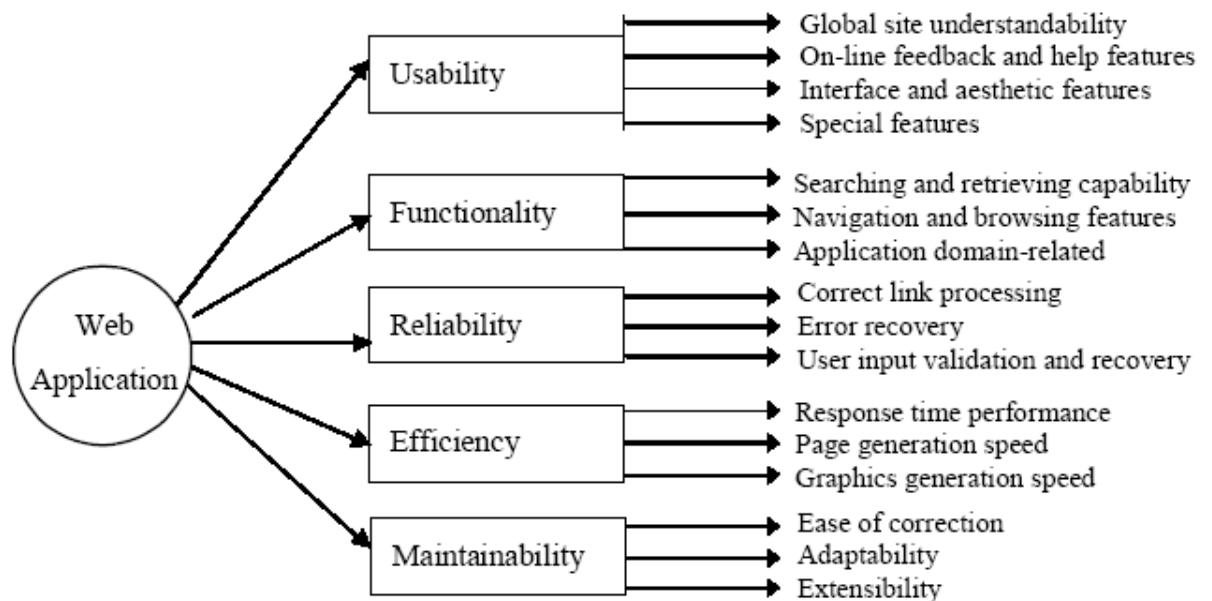 Web
Application
Usability
Global site understandability
On-line feedback and help features
Interface and aesthetic features
Special features
Functionality
Searching and retrieving capability
Navigation and browsing features
Application domain-related
Reliability
Correct link processing
Error recovery
User input validation and recovery
Efficiency
Response time performance
Page generation speed
Graphics generation speed
Maintainability
Ease of correction
Adaptability
Extensibility